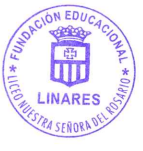 FUNDACIÓN EDUCACIONAL
LINARES
* LICEO NUESTRA SEÑORA DEL ROSARIO *